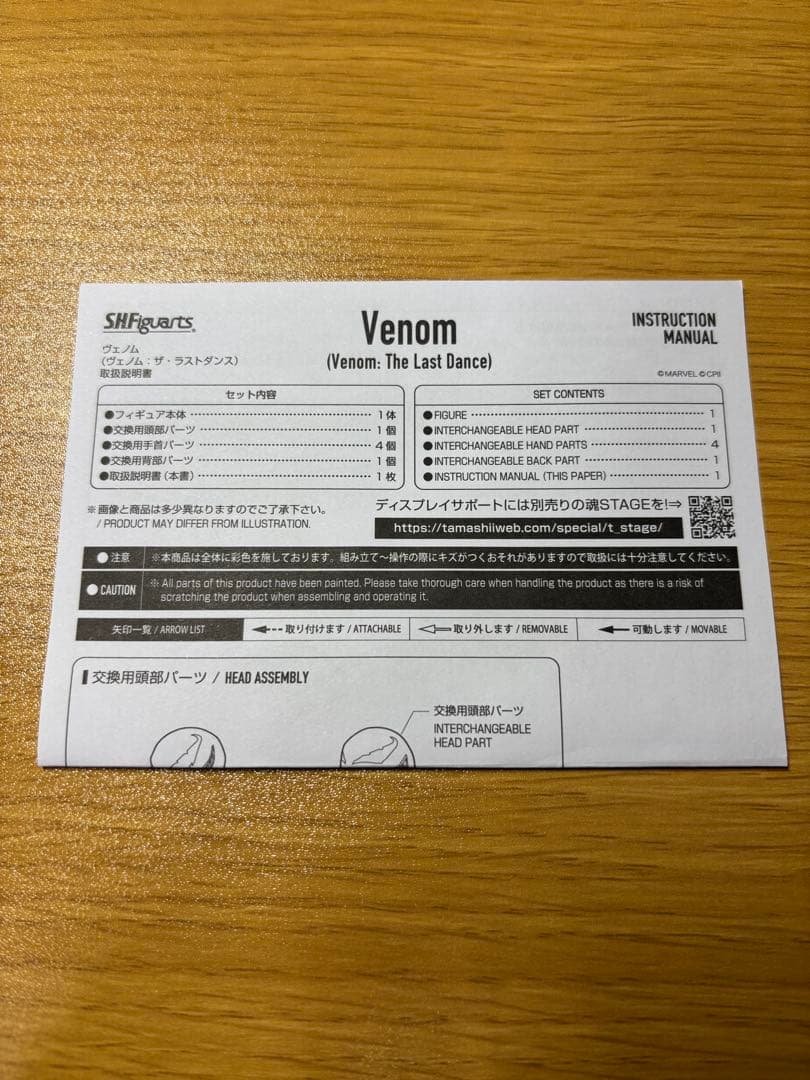 S.H.Figuarts
ヴェノム
(ヴェノム：ザ・ラストダンス)
取扱説明書
Venom
(Venom: The Last Dance)
INSTRUCTION
MANUAL
©MARVEL ©CPII
セット内容
●フィギュア本体 1体
●交換用頭部パーツ 1個
●交換用手首パーツ 4個
●交換用背部パーツ 1個
●取扱説明書（本書） 1枚
SET CONTENTS
●FIGURE 1
●INTERCHANGEABLE HEAD PART 1
●INTERCHANGEABLE HAND PARTS 4
●INTERCHANGEABLE BACK PART 1
●INSTRUCTION MANUAL (THIS PAPER) 1
※画像と商品は多少異なりますのでご了承下さい。
/ PRODUCT MAY DIFFER FROM ILLUSTRATION.
ディスプレイサポートには別売りの魂STAGEを!⇒
https://tamashiiweb.com/special/t_stage/
●注意 ※本商品は全体に彩色を施しております。組み立て～操作の際にキズがつくおそれがありますので取扱には十分注意してください。
●CAUTION ※All parts of this product have been painted. Please take thorough care when handling the product as there is a risk of
scratching the product when assembling and operating it.
矢印一覧 / ARROW LIST 取り付けます / ATTACHABLE 取り外します / REMOVABLE 可動します / MOVABLE
交換用頭部パーツ / HEAD ASSEMBLY
交換用頭部パーツ
INTERCHANGEABLE
HEAD PART